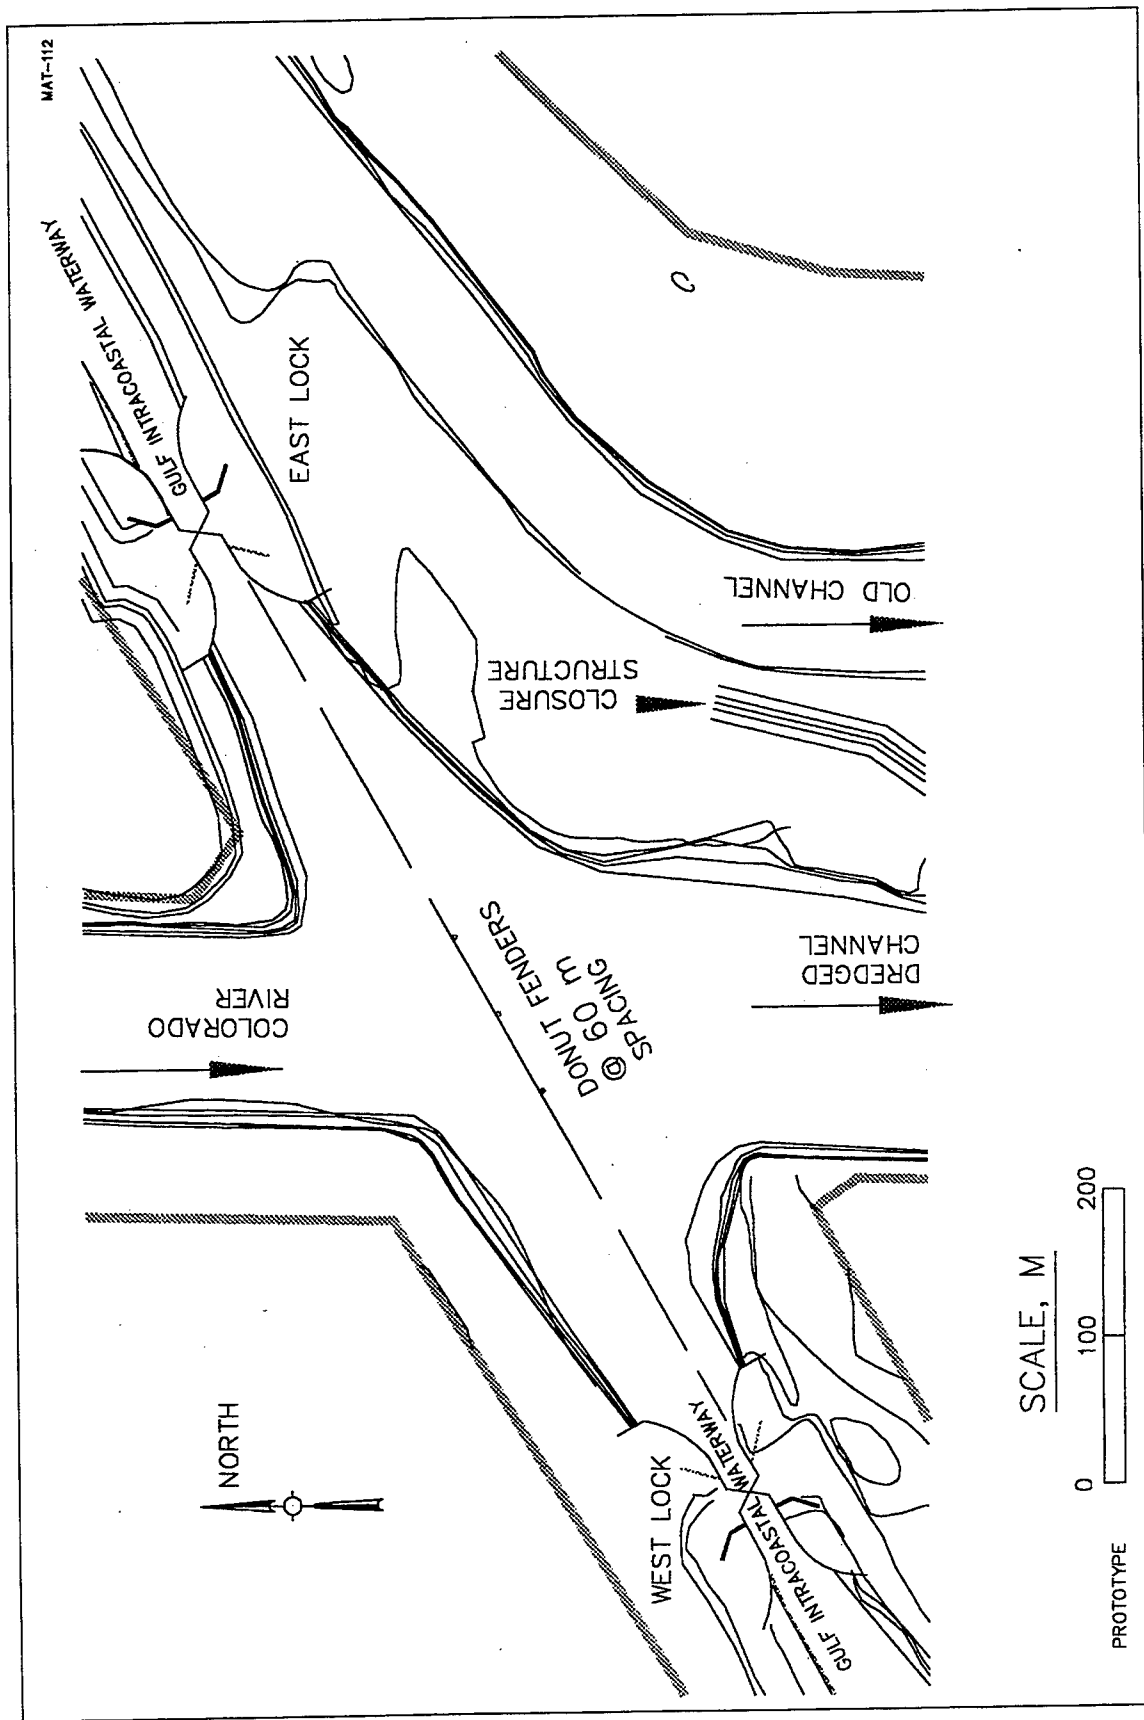 MAT-112
GULF INTRACOASTAL WATERWAY
EAST LOCK
COLORADO
RIVER
DONUT FENDERS
@ 60 m
SPACING
CLOSURE
STRUCTURE
OLD CHANNEL
DREDGED
CHANNEL
NORTH
WEST LOCK
GULF INTRACOASTAL WATERWAY
SCALE, M
0 100 200
PROTOTYPE